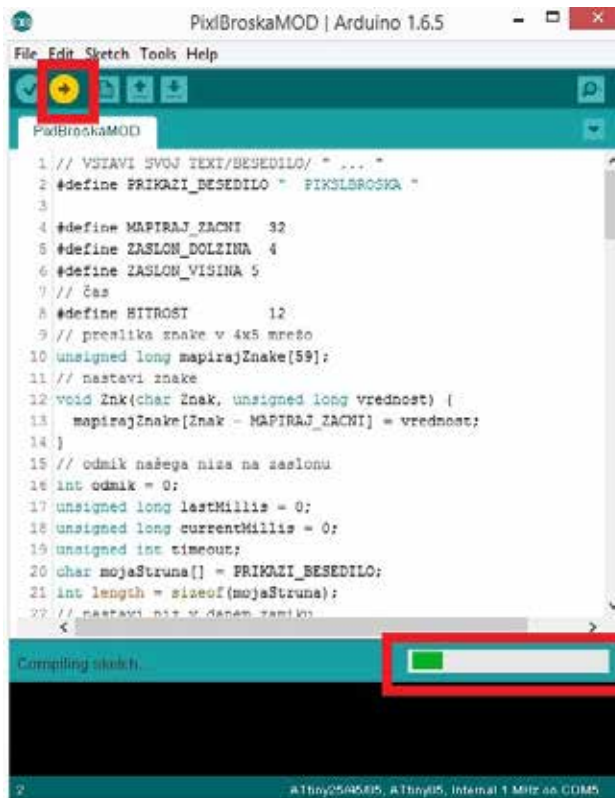 PixlBroskaMOD | Arduino 1.6.5
File Edit Sketch Tools Help
PixlBroskaMOD
1 // VSTAVI SVOJ TEXT/BESEDILO/ " ... "
2 #define PRIKAZI_BESEDILO "  PIKSLBROSKA "
3
4 #define MAPIRAJ_ZACNI   32
5 #define ZASLON_DOLZINA  4
6 #define ZASLON_VISINA 5
7 // čas
8 #define HITROST         12
9 // preslika znake v 4x5 mrežo
10 unsigned long mapirajZnake[59];
11 // nastavi znake
12 void Znk(char Znak, unsigned long vrednost) {
13   mapirajZnake[Znak - MAPIRAJ_ZACNI] = vrednost;
14 }
15 // odmik našega niza na zaslonu
16 int odmik = 0;
17 unsigned long lastMillis = 0;
18 unsigned long currentMillis = 0;
19 unsigned int timeout;
20 char mojaStruna[] = PRIKAZI_BESEDILO;
21 int length = sizeof(mojaStruna);
22 // nastavi niz v danem zamiku
Compiling sketch...
2 ATtiny25/45/85, ATtiny85, Internal 1 MHz on COM5